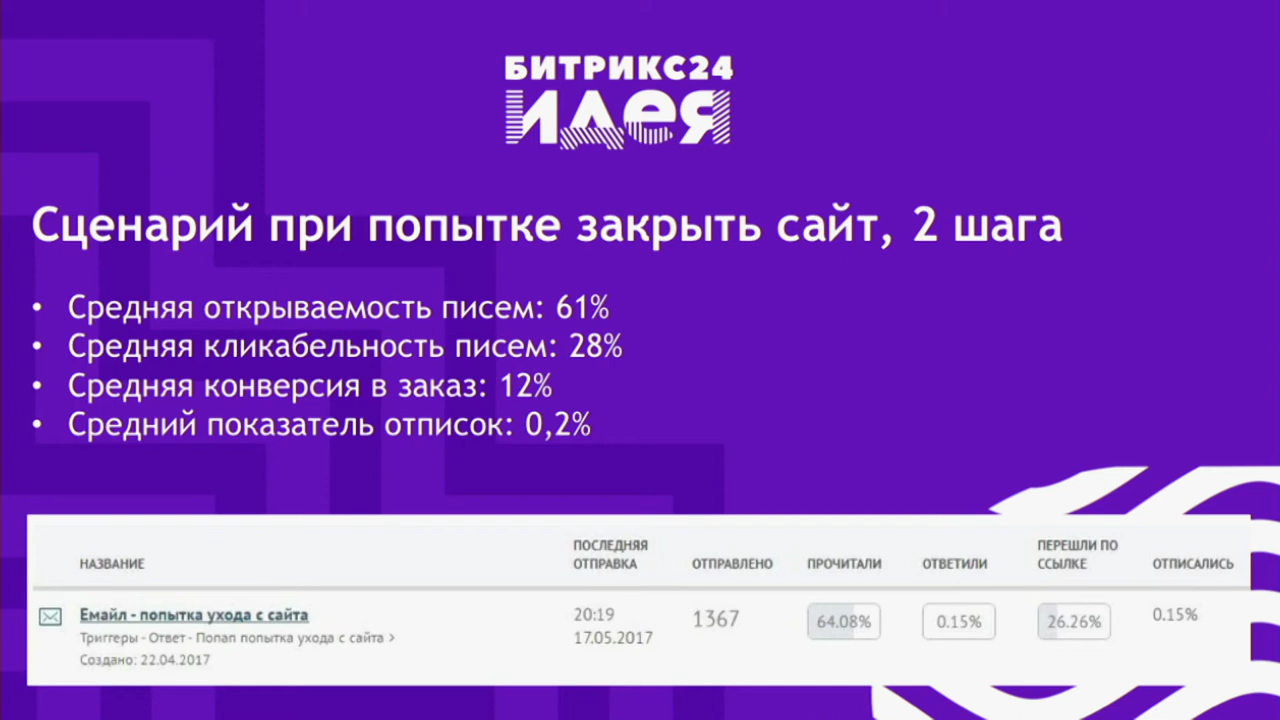 БИТРИКС24
идея
Сценарий при попытке закрыть сайт, 2 шага
• Средняя открываемость писем: 61%
• Средняя кликабельность писем: 28%
• Средняя конверсия в заказ: 12%
• Средний показатель отписок: 0,2%
НАЗВАНИЕ ПОСЛЕДНЯЯ ОТПРАВКА ОТПРАВЛЕНО ПРОЧИТАЛИ ОТВЕТИЛИ ПЕРЕШЛИ ПО ССЫЛКЕ ОТПИСАЛИСЬ
Емайл - попытка ухода с сайта 20:19 1367 64.08% 0.15% 26.26% 0.15%
Триггеры - Ответ - Попап попытка ухода с сайта > 17.05.2017
Создано: 22.04.2017